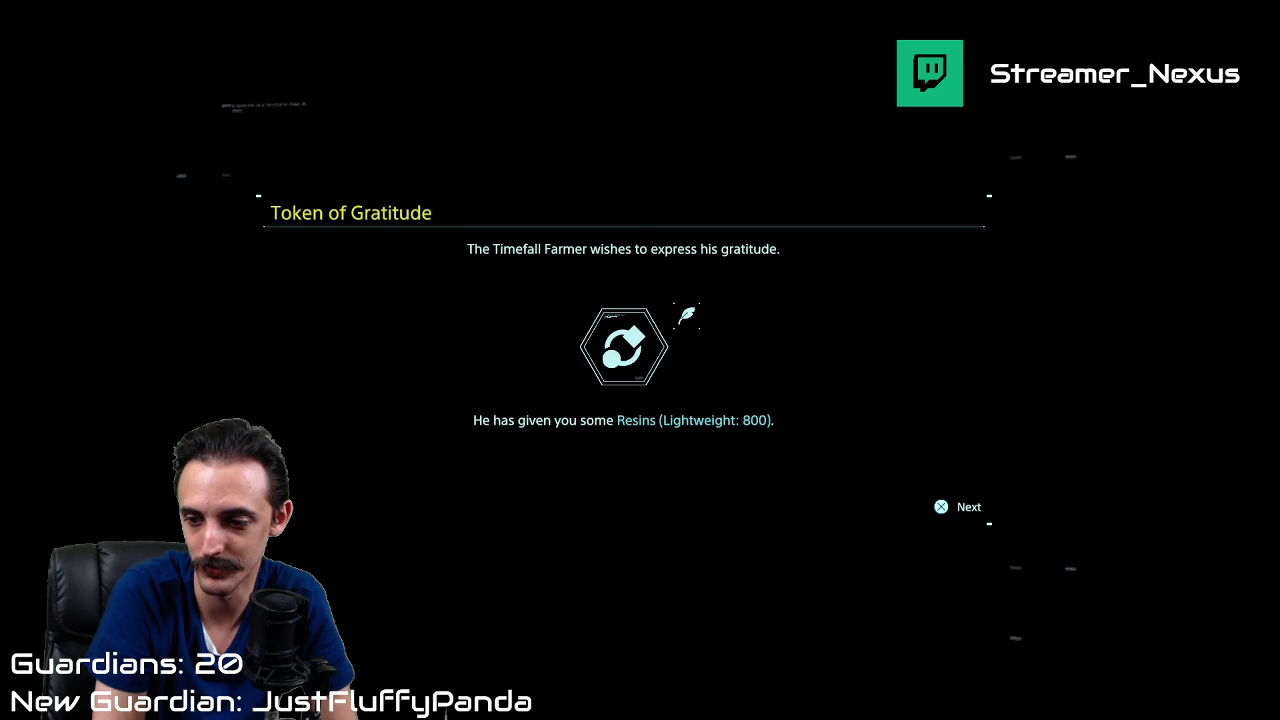 Streamer_Nexus
Token of Gratitude
The Timefall Farmer wishes to express his gratitude.
He has given you some Resins (Lightweight: 800).
Next
Guardians: 20
New Guardian: JustFluffyPanda